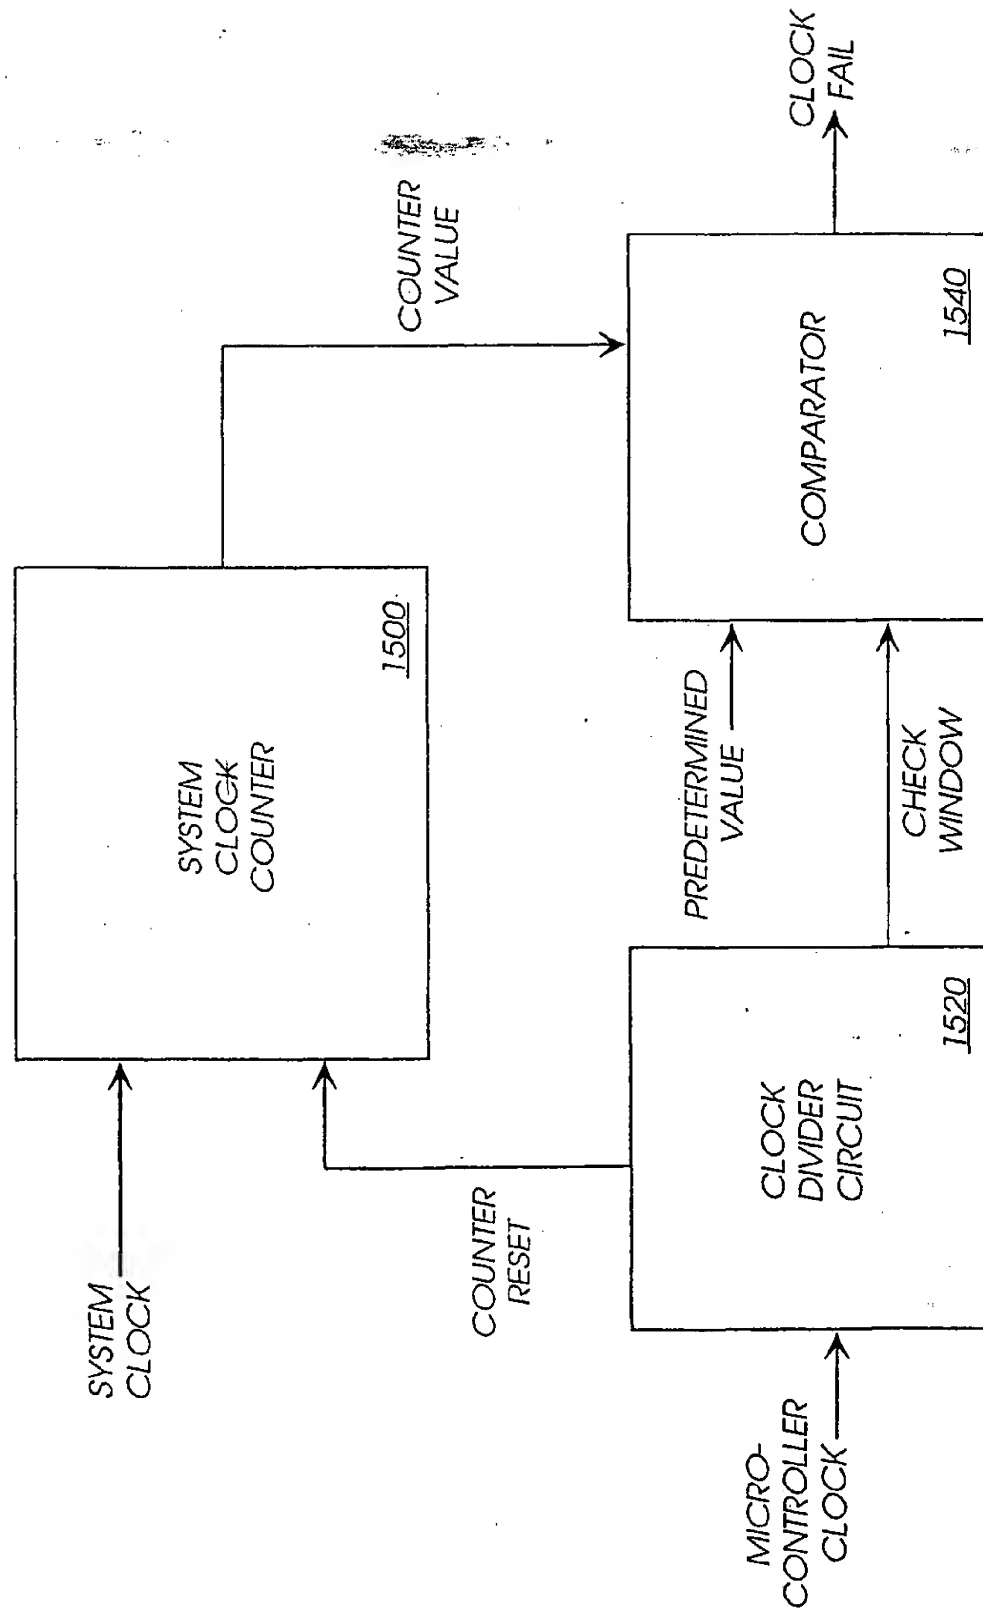 SYSTEM
CLOCK
SYSTEM
CLOCK
COUNTER
1500
COUNTER
VALUE
COUNTER
RESET
MICRO-
CONTROLLER
CLOCK
CLOCK
DIVIDER
CIRCUIT
1520
PREDETERMINED
VALUE
CHECK
WINDOW
COMPARATOR
1540
CLOCK
FAIL